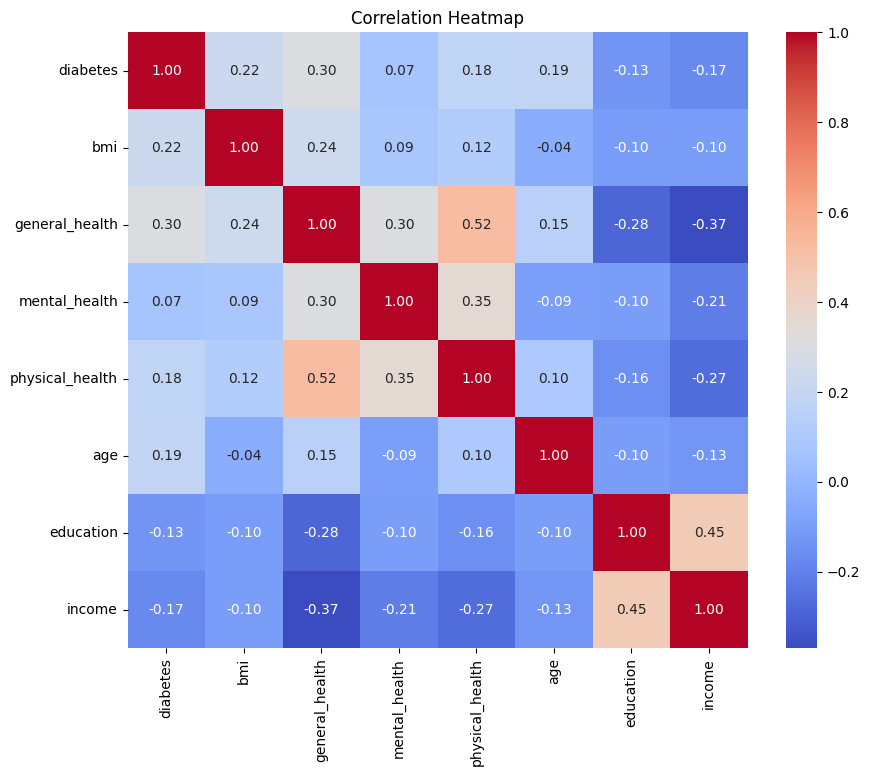 Correlation Heatmap
diabetes 1.00 0.22 0.30 0.07 0.18 0.19 -0.13 -0.17
bmi 0.22 1.00 0.24 0.09 0.12 -0.04 -0.10 -0.10
general_health 0.30 0.24 1.00 0.30 0.52 0.15 -0.28 -0.37
mental_health 0.07 0.09 0.30 1.00 0.35 -0.09 -0.10 -0.21
physical_health 0.18 0.12 0.52 0.35 1.00 0.10 -0.16 -0.27
age 0.19 -0.04 0.15 -0.09 0.10 1.00 -0.10 -0.13
education -0.13 -0.10 -0.28 -0.10 -0.16 -0.10 1.00 0.45
income -0.17 -0.10 -0.37 -0.21 -0.27 -0.13 0.45 1.00
diabetes
bmi
general_health
mental_health
physical_health
age
education
income
1.0
0.8
0.6
0.4
0.2
0.0
−0.2